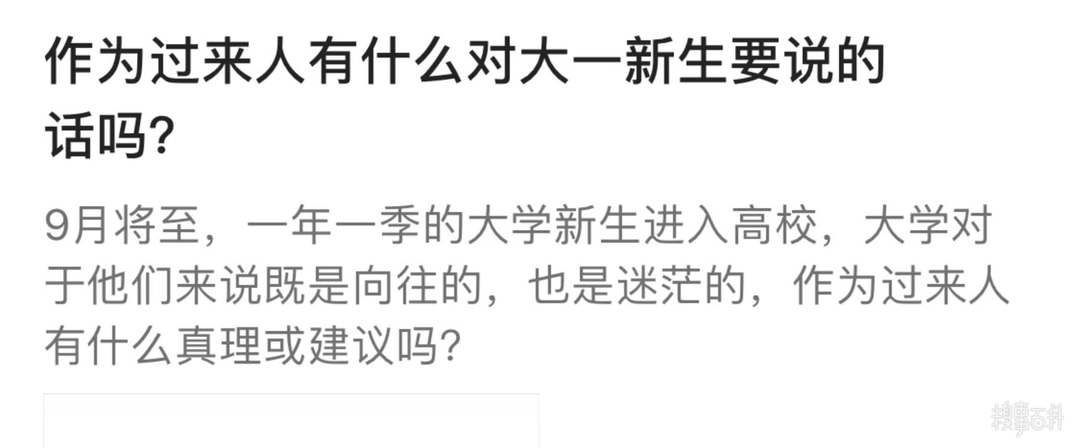 作为过来人有什么对大一新生要说的
话吗?
9月将至，一年一季的大学新生进入高校，大学对
于他们来说既是向往的，也是迷茫的，作为过来人
有什么真理或建议吗?